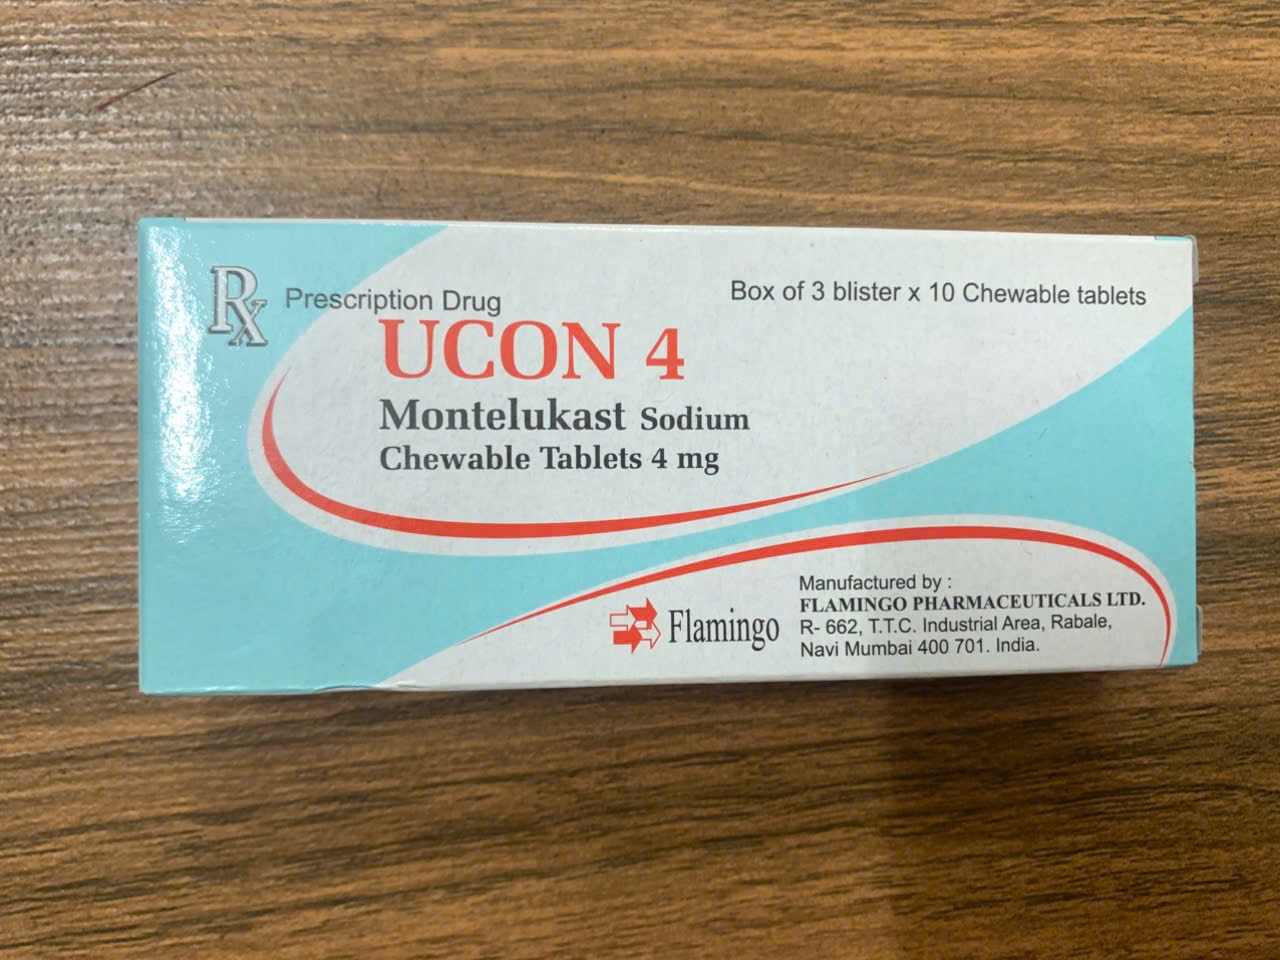 Rx Prescription Drug
Box of 3 blister x 10 Chewable tablets
UCON 4
Montelukast Sodium
Chewable Tablets 4 mg
Flamingo
Manufactured by :
FLAMINGO PHARMACEUTICALS LTD.
R- 662, T.T.C. Industrial Area, Rabale,
Navi Mumbai 400 701. India.